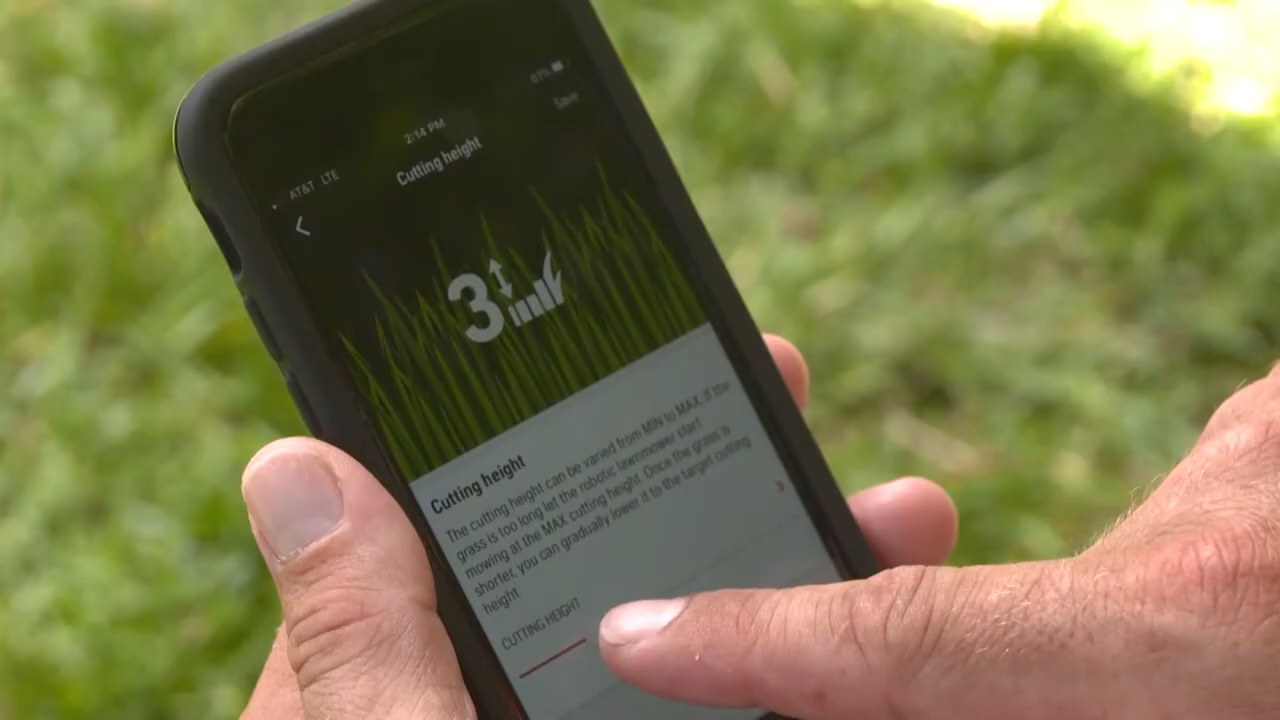 AT&T LTE
2:14 PM
61%
Cutting height
Save
3
Cutting height
The cutting height can be varied from MIN to MAX. If the
grass is too long let the robotic lawnmower start
mowing at the MAX cutting height. Once the grass is
shorter, you can gradually lower it to the target cutting
height.
CUTTING HEIGHT